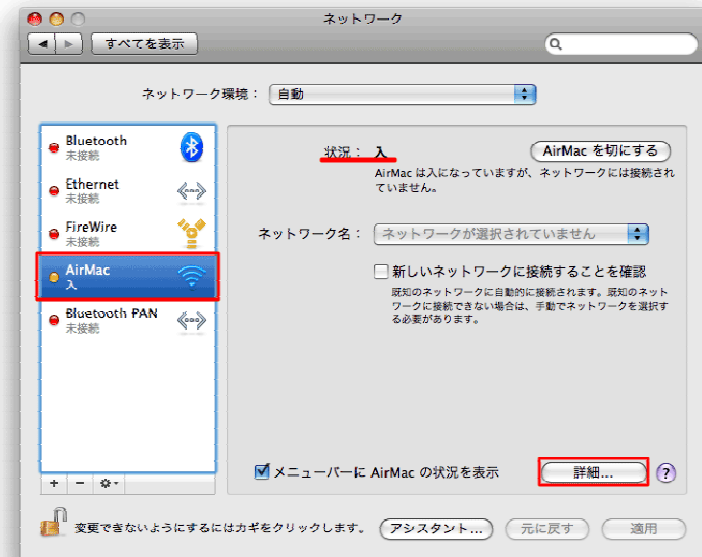 ネットワーク
すべてを表示
ネットワーク環境： 自動
Bluetooth
未接続
Ethernet
未接続
FireWire
未接続
AirMac
入
Bluetooth PAN
未接続
状況： 入
AirMac を切にする
AirMac は入になっていますが、ネットワークには接続され
ていません。
ネットワーク名： ネットワークが選択されていません
新しいネットワークに接続することを確認
既知のネットワークに自動的に接続されます。既知のネット
ワークに接続できない場合は、手動でネットワークを選択す
る必要があります。
メニューバーに AirMac の状況を表示
詳細...
?
変更できないようにするにはカギをクリックします。
アシスタント...
元に戻す
適用